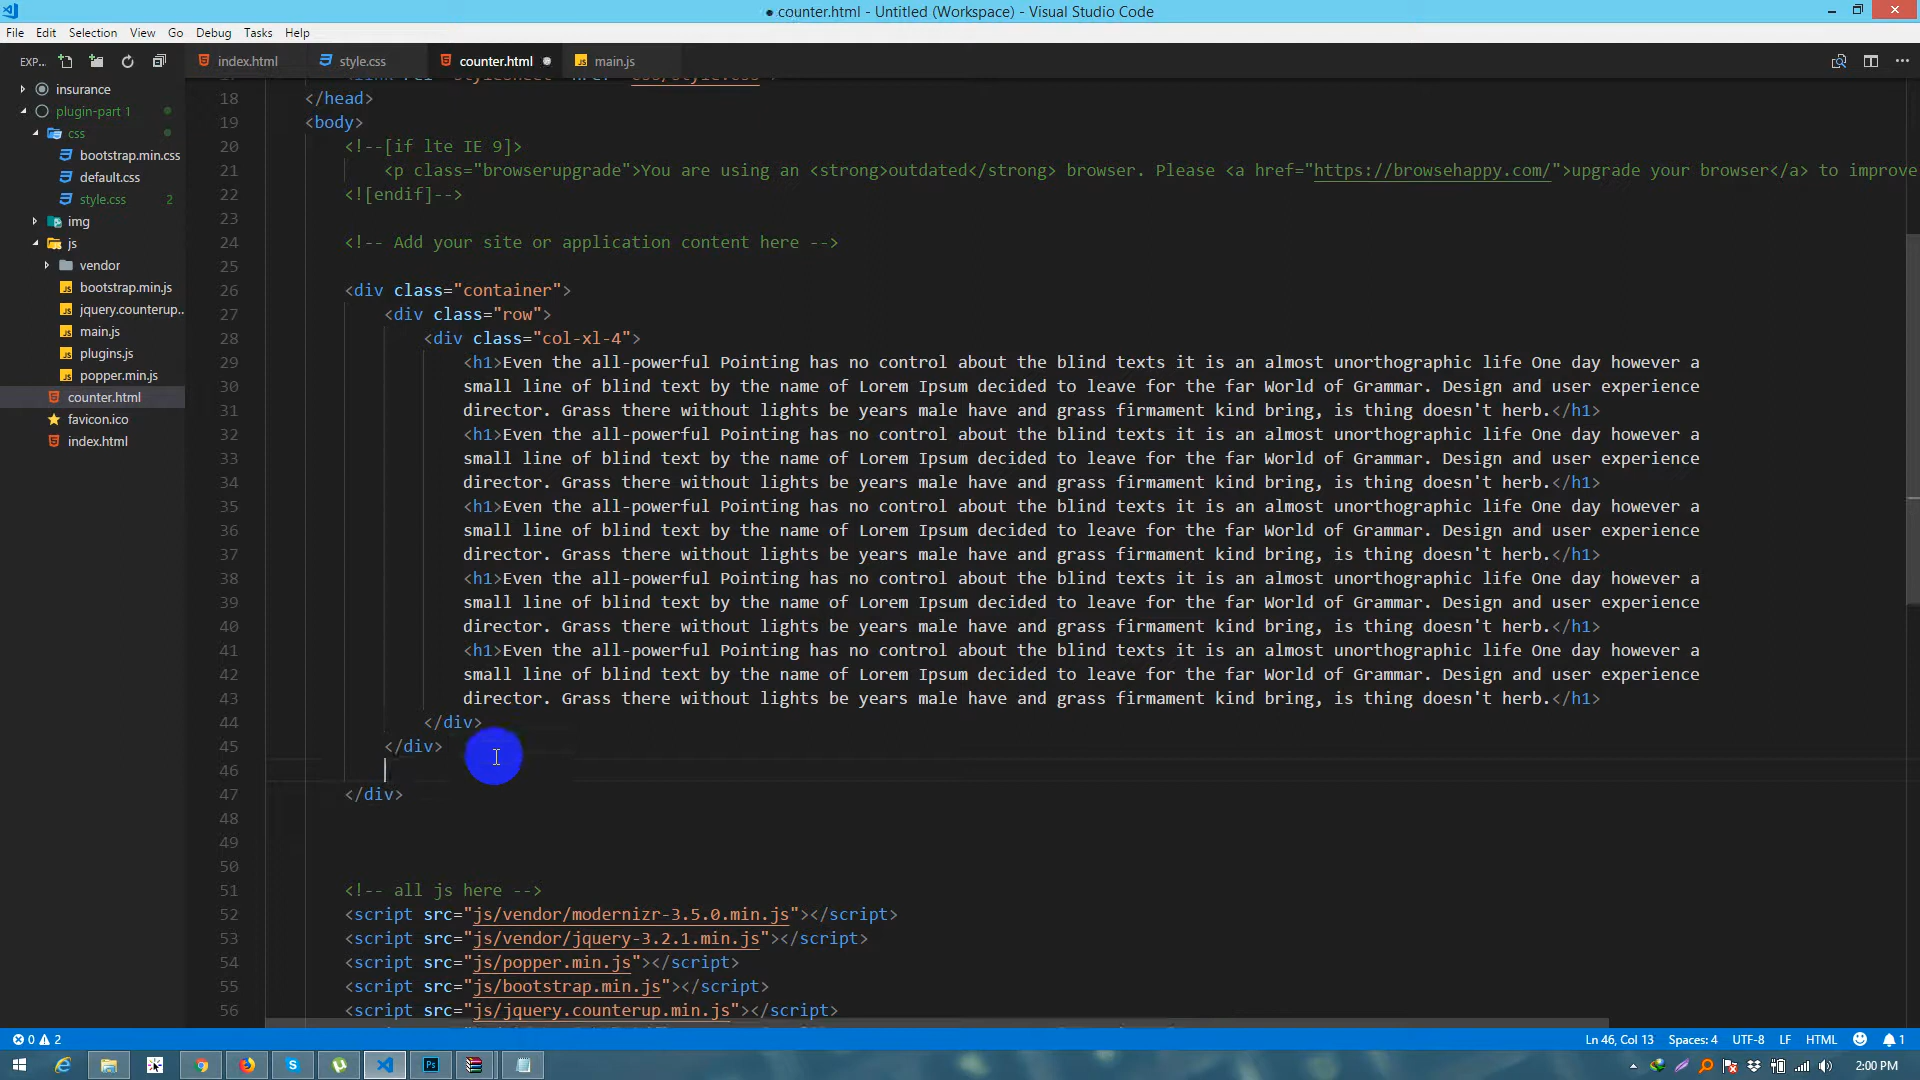 ● counter.html - Untitled (Workspace) - Visual Studio Code
File Edit Selection View Go Debug Tasks Help
EXP... index.html style.css counter.html main.js
insurance
plugin-part 1
css
bootstrap.min.css
default.css
style.css 2
img
js
vendor
bootstrap.min.js
jquery.counterup...
main.js
plugins.js
popper.min.js
counter.html
favicon.ico
index.html
18 </head>
19 <body>
20 <!--[if lte IE 9]>
21 <p class="browserupgrade">You are using an <strong>outdated</strong> browser. Please <a href="https://browsehappy.com/">upgrade your browser</a> to improve
22 <![endif]-->
23
24 <!-- Add your site or application content here -->
25
26 <div class="container">
27 <div class="row">
28 <div class="col-xl-4">
29 <h1>Even the all-powerful Pointing has no control about the blind texts it is an almost unorthographic life One day however a
30 small line of blind text by the name of Lorem Ipsum decided to leave for the far World of Grammar. Design and user experience
31 director. Grass there without lights be years male have and grass firmament kind bring, is thing doesn't herb.</h1>
32 <h1>Even the all-powerful Pointing has no control about the blind texts it is an almost unorthographic life One day however a
33 small line of blind text by the name of Lorem Ipsum decided to leave for the far World of Grammar. Design and user experience
34 director. Grass there without lights be years male have and grass firmament kind bring, is thing doesn't herb.</h1>
35 <h1>Even the all-powerful Pointing has no control about the blind texts it is an almost unorthographic life One day however a
36 small line of blind text by the name of Lorem Ipsum decided to leave for the far World of Grammar. Design and user experience
37 director. Grass there without lights be years male have and grass firmament kind bring, is thing doesn't herb.</h1>
38 <h1>Even the all-powerful Pointing has no control about the blind texts it is an almost unorthographic life One day however a
39 small line of blind text by the name of Lorem Ipsum decided to leave for the far World of Grammar. Design and user experience
40 director. Grass there without lights be years male have and grass firmament kind bring, is thing doesn't herb.</h1>
41 <h1>Even the all-powerful Pointing has no control about the blind texts it is an almost unorthographic life One day however a
42 small line of blind text by the name of Lorem Ipsum decided to leave for the far World of Grammar. Design and user experience
43 director. Grass there without lights be years male have and grass firmament kind bring, is thing doesn't herb.</h1>
44 </div>
45 </div>
46
47 </div>
48
49
50
51 <!-- all js here -->
52 <script src="js/vendor/modernizr-3.5.0.min.js"></script>
53 <script src="js/vendor/jquery-3.2.1.min.js"></script>
54 <script src="js/popper.min.js"></script>
55 <script src="js/bootstrap.min.js"></script>
56 <script src="js/jquery.counterup.min.js"></script>
0 2 Ln 46, Col 13 Spaces: 4 UTF-8 LF HTML 1
2:00 PM